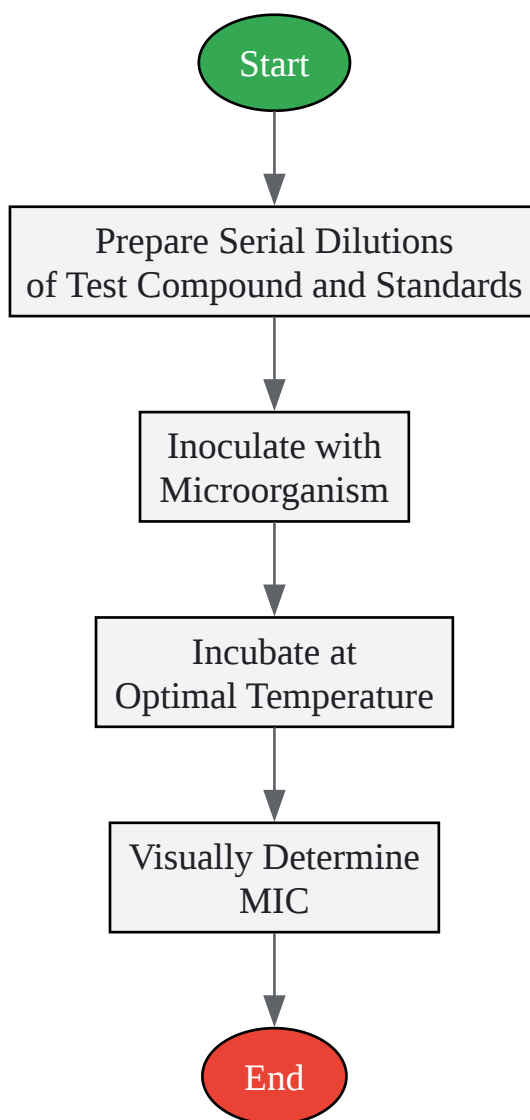 Start
Prepare Serial Dilutions
of Test Compound and Standards
Inoculate with
Microorganism
Incubate at
Optimal Temperature
Visually Determine
MIC
End